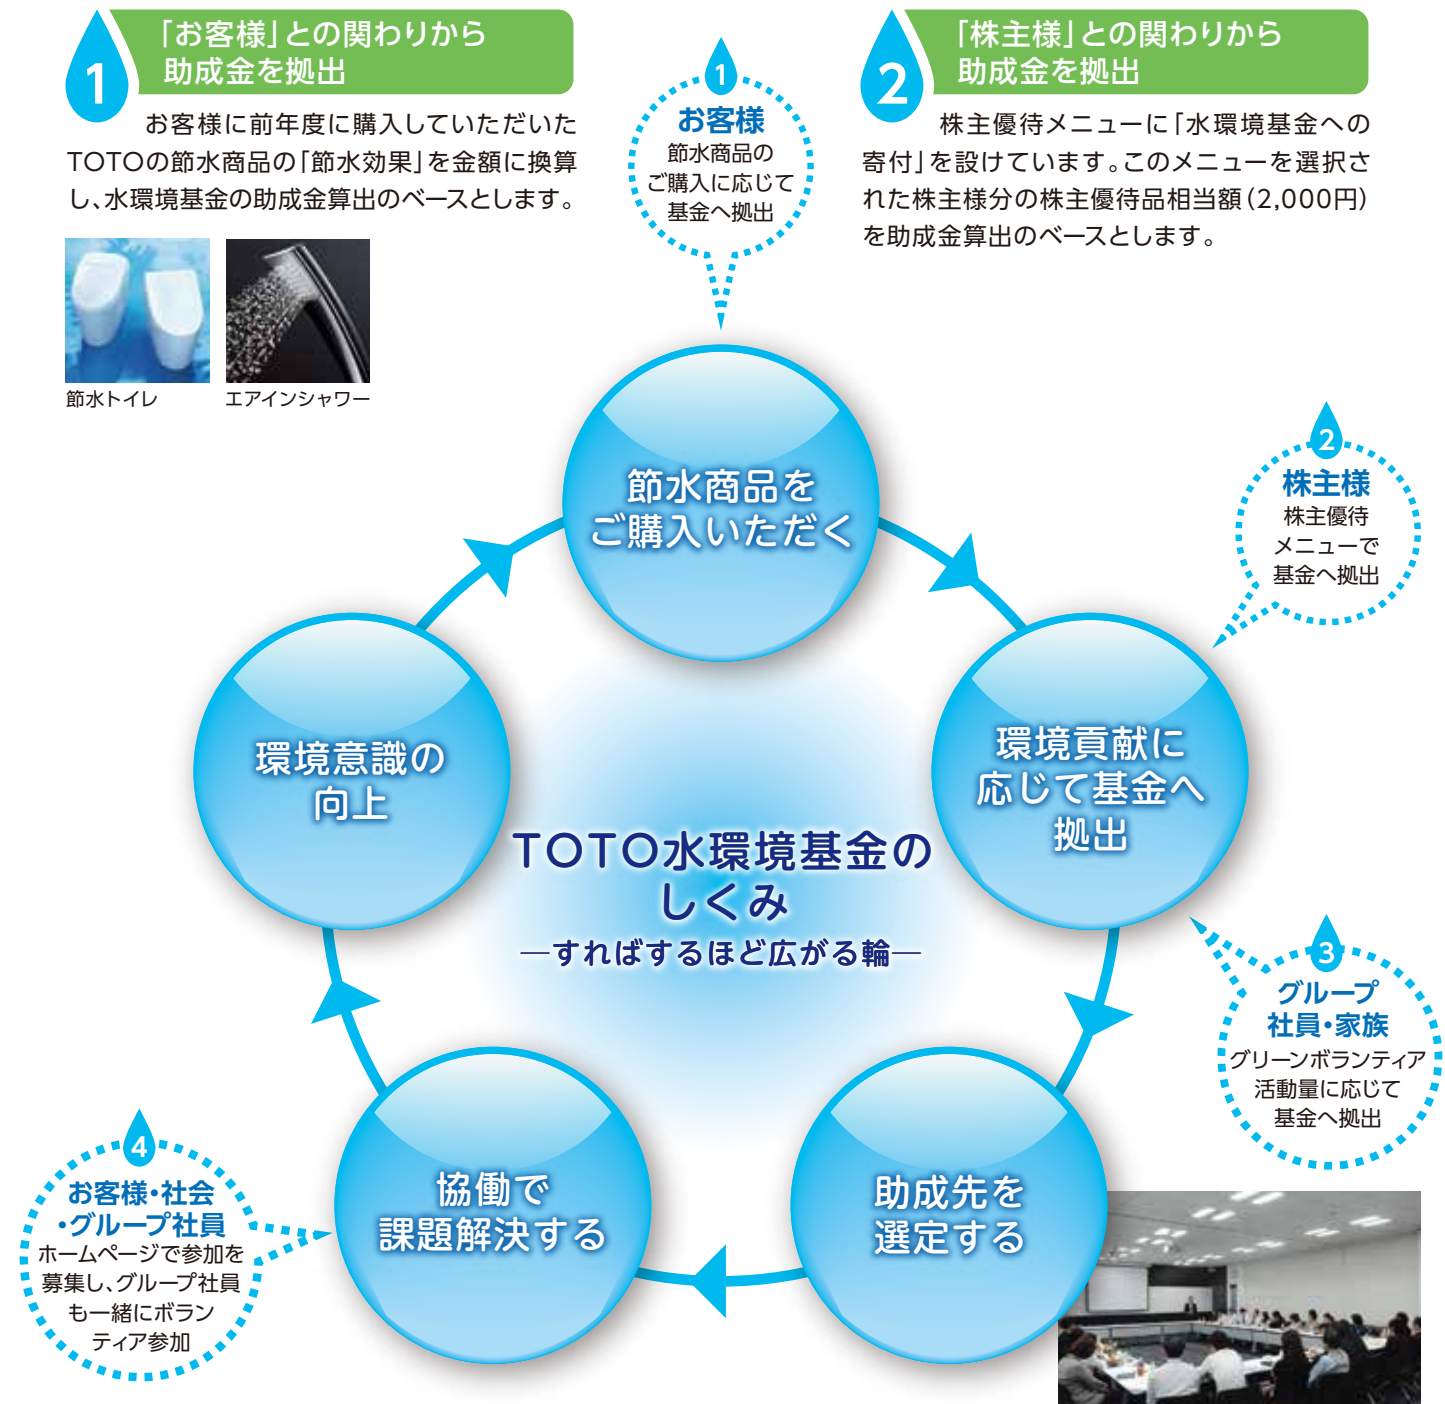 1
「お客様」との関わりから
助成金を拠出
お客様に前年度に購入していただいた
TOTOの節水商品の「節水効果」を金額に換算
し、水環境基金の助成金算出のベースとします。
節水トイレ
エアインシャワー
1
お客様
節水商品の
ご購入に応じて
基金へ拠出
2
「株主様」との関わりから
助成金を拠出
株主優待メニューに「水環境基金への
寄付」を設けています。このメニューを選択さ
れた株主様分の株主優待品相当額(2,000円)
を助成金算出のベースとします。
節水商品を
ご購入いただく
2
株主様
株主優待
メニューで
基金へ拠出
環境意識の
向上
環境貢献に
応じて基金へ
拠出
TOTO水環境基金の
しくみ
―すればするほど広がる輪―
3
グループ
社員・家族
グリーンボランティア
活動量に応じて
基金へ拠出
4
お客様・社会
・グループ社員
ホームページで参加を
募集し、グループ社員
も一緒にボラン
ティア参加
協働で
課題解決する
助成先を
選定する